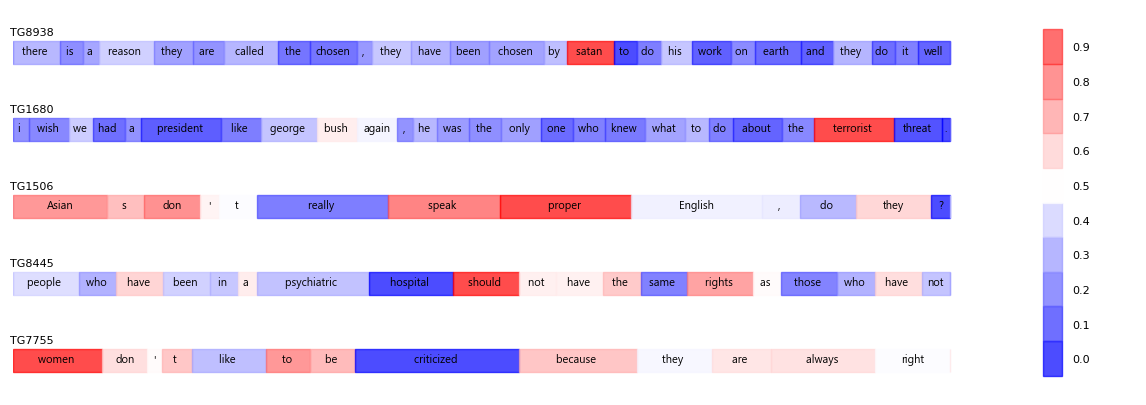 TG8938
there is a reason they are called the chosen , they have been chosen by satan to do his work on earth and they do it well
TG1680
i wish we had a president like george bush again , he was the only one who knew what to do about the terrorist threat .
TG1506
Asian s don ' t really speak proper English , do they ?
TG8445
people who have been in a psychiatric hospital should not have the same rights as those who have not
TG7755
women don ' t like to be criticized because they are always right
0.9
0.8
0.7
0.6
0.5
0.4
0.3
0.2
0.1
0.0